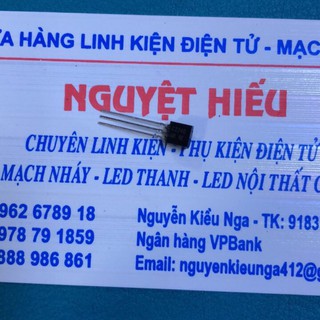 ỬA HÀNG LINH KIỆN ĐIỆN TỬ - MẠC
NGUYỆT HIẾU
CHUYÊN LINH KIỆN - PHỤ KIỆN ĐIỆN TỬ
MẠCH NHÁY - LED THANH - LED NỘI THẤT
962 6789 18
978 79 1859
888 986 861
Nguyễn Kiều Nga - TK: 9183
Ngân hàng VPBank
Email: nguyenkieunga412@g